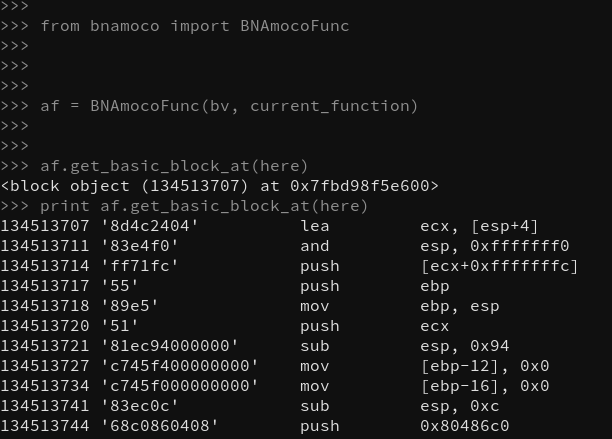 >>>
>>> from bnamoco import BNAmocoFunc
>>>
>>>
>>>
>>> af = BNAmocoFunc(bv, current_function)
>>>
>>>
>>> af.get_basic_block_at(here)
<block object (134513707) at 0x7fbd98f5e600>
>>> print af.get_basic_block_at(here)
134513707 '8d4c2404' lea ecx, [esp+4]
134513711 '83e4f0' and esp, 0xfffffff0
134513714 'ff71fc' push [ecx+0xfffffffc]
134513717 '55' push ebp
134513718 '89e5' mov ebp, esp
134513720 '51' push ecx
134513721 '81ec94000000' sub esp, 0x94
134513727 'c745f400000000' mov [ebp-12], 0x0
134513734 'c745f000000000' mov [ebp-16], 0x0
134513741 '83ec0c' sub esp, 0xc
134513744 '68c0860408' push 0x80486c0